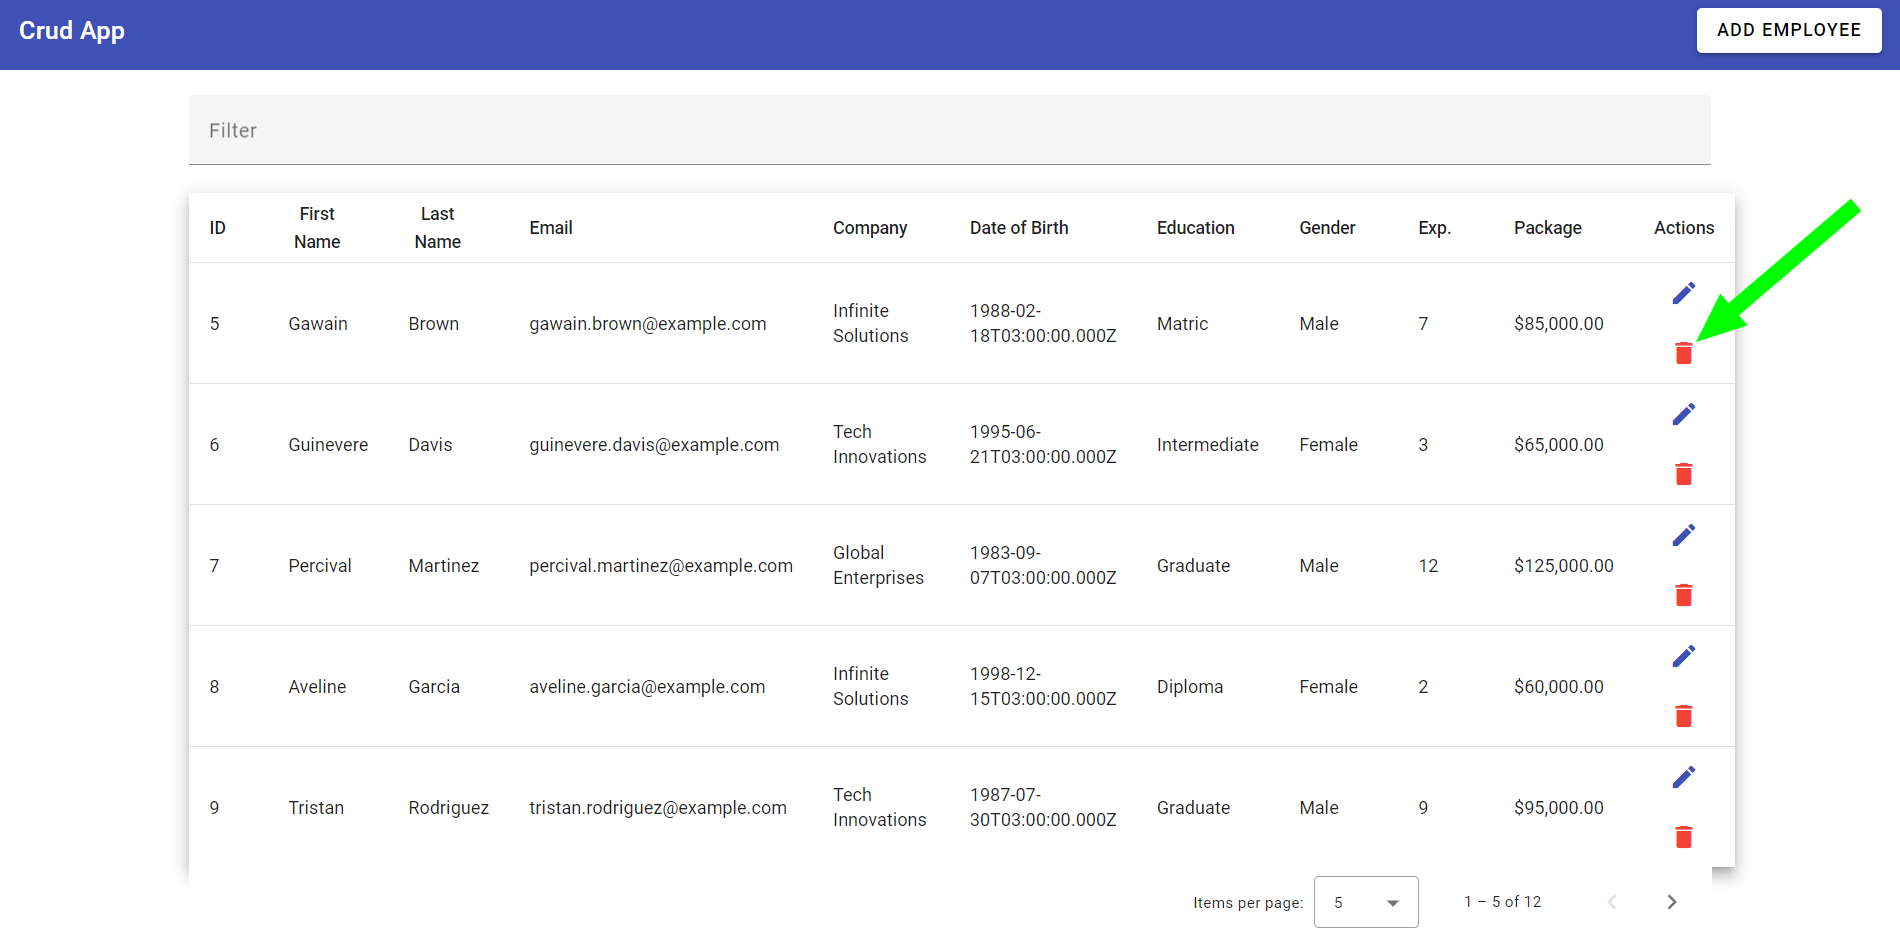 Crud App
ADD EMPLOYEE
Filter
ID First Name Last Name Email Company Date of Birth Education Gender Exp. Package Actions
5 Gawain Brown gawain.brown@example.com Infinite Solutions 1988-02-18T03:00:00.000Z Matric Male 7 $85,000.00
6 Guinevere Davis guinevere.davis@example.com Tech Innovations 1995-06-21T03:00:00.000Z Intermediate Female 3 $65,000.00
7 Percival Martinez percival.martinez@example.com Global Enterprises 1983-09-07T03:00:00.000Z Graduate Male 12 $125,000.00
8 Aveline Garcia aveline.garcia@example.com Infinite Solutions 1998-12-15T03:00:00.000Z Diploma Female 2 $60,000.00
9 Tristan Rodriguez tristan.rodriguez@example.com Tech Innovations 1987-07-30T03:00:00.000Z Graduate Male 9 $95,000.00
Items per page: 5 1 – 5 of 12